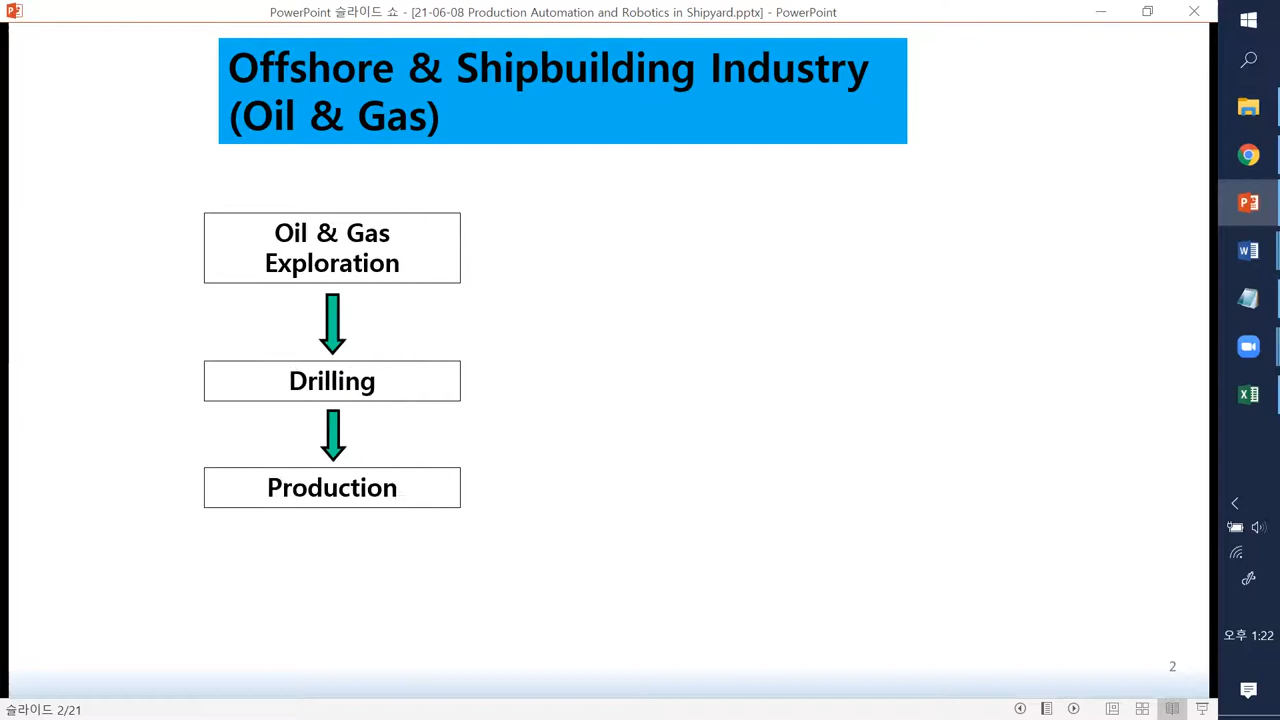 PowerPoint 슬라이드 쇼 - [21-06-08 Production Automation and Robotics in Shipyard.pptx] - PowerPoint
Offshore & Shipbuilding Industry
(Oil & Gas)
Oil & Gas
Exploration
Drilling
Production
2
오후 1:22
슬라이드 2/21